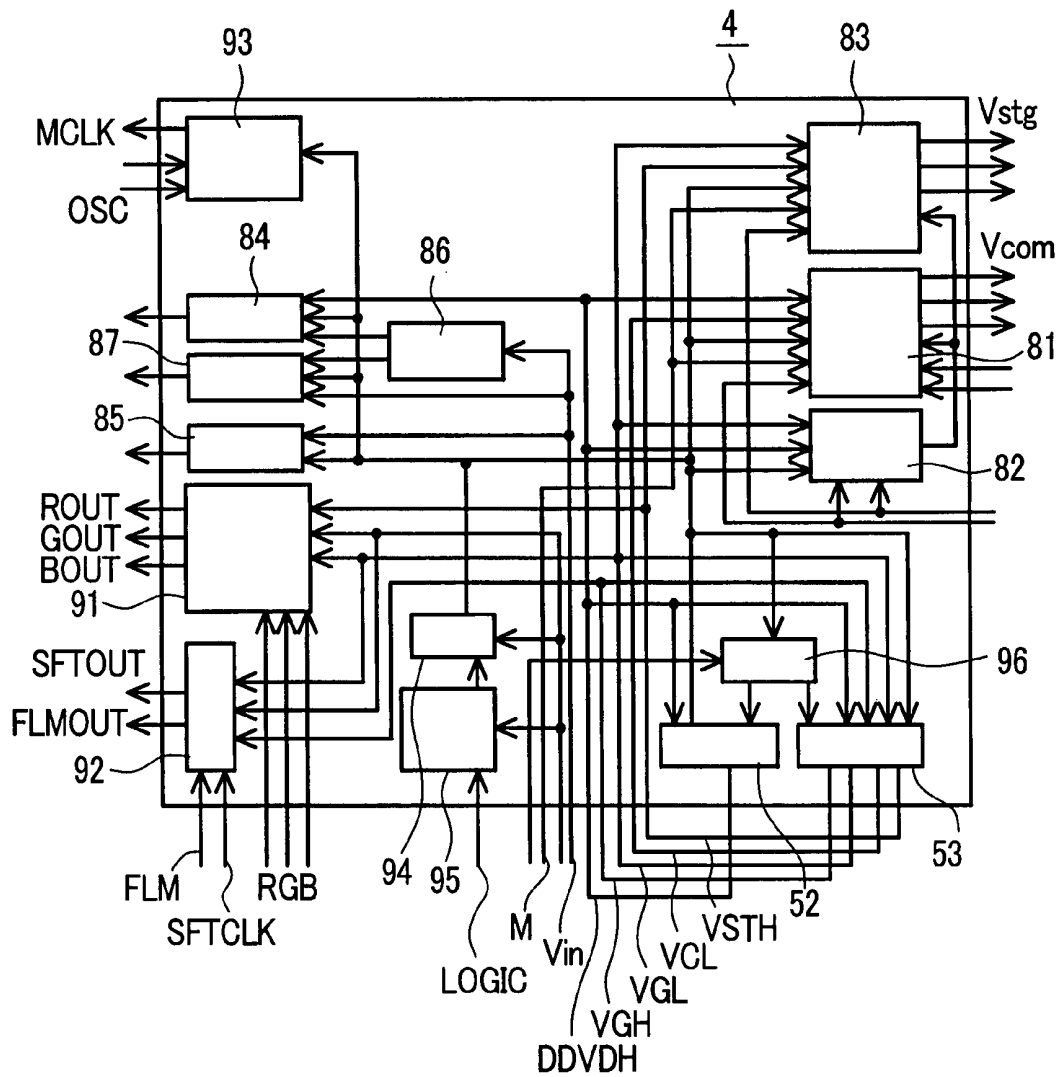 4
93
83
MCLK
Vstg
OSC
84
86
Vcom
87
81
85
82
ROUT
GOUT
BOUT
91
SFTOUT
96
FLMOUT
92
94
95
53
FLM
RGB
52
SFTCLK
M
VSTH
Vin
VCL
LOGIC
VGL
VGH
DDVDH